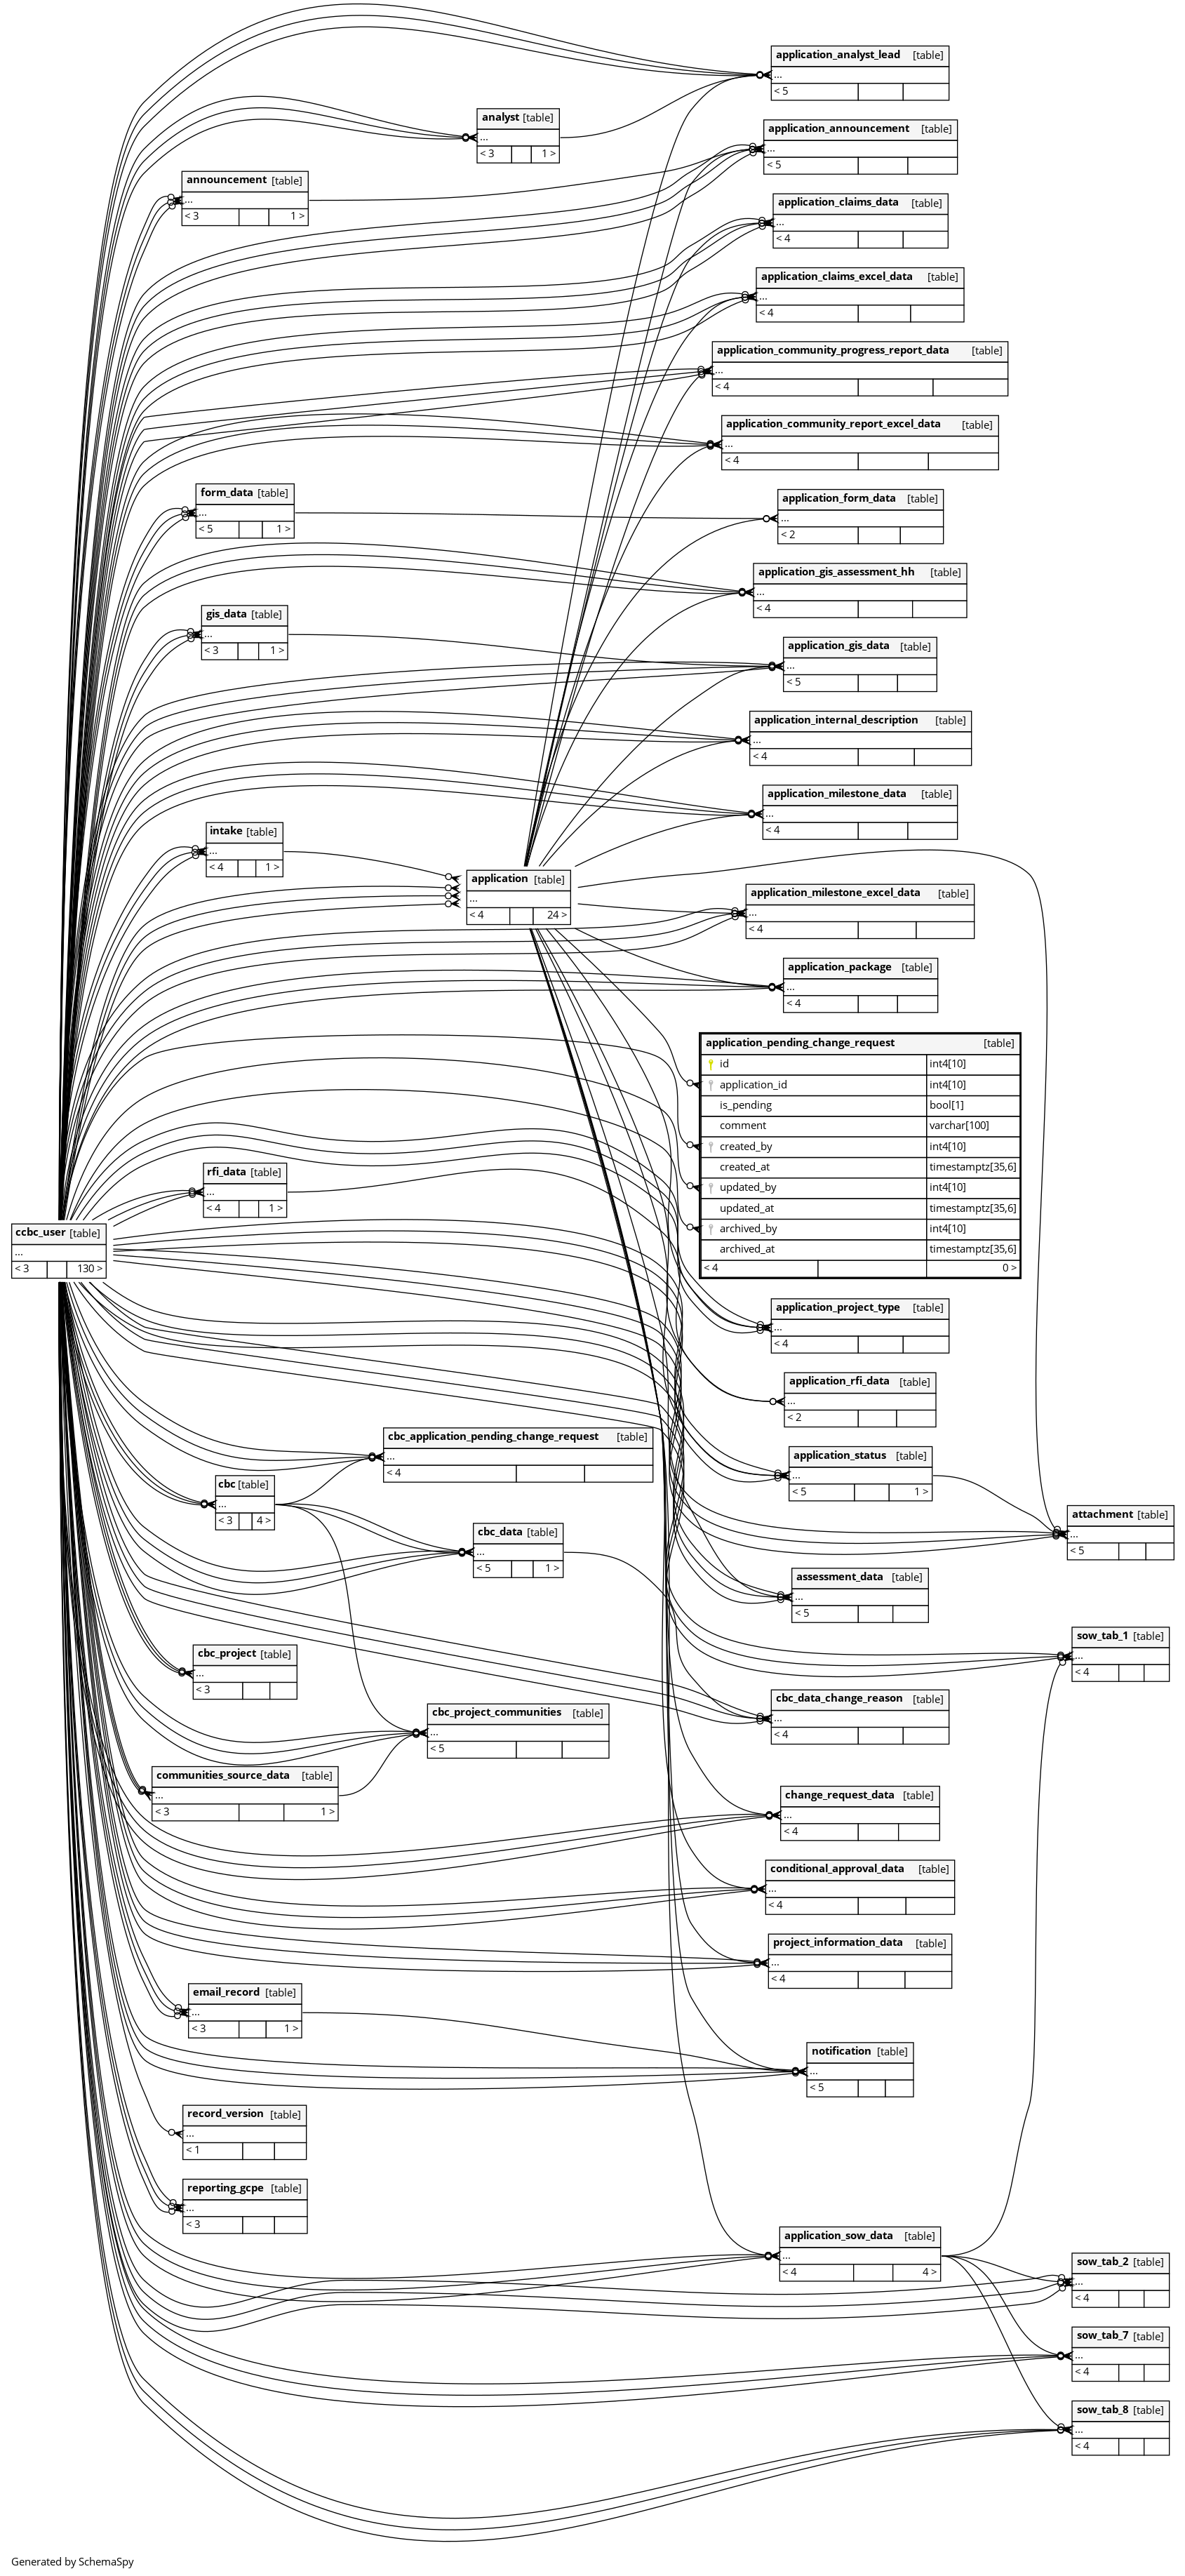 application_analyst_lead [table]
...
< 5
analyst [table]
...
< 3 1 >
application_announcement [table]
...
< 5
announcement [table]
...
< 3 1 >
application_claims_data [table]
...
< 4
application_claims_excel_data [table]
...
< 4
application_community_progress_report_data [table]
...
< 4
application_community_report_excel_data [table]
...
< 4
form_data [table]
...
< 5 1 >
application_form_data [table]
...
< 2
application_gis_assessment_hh [table]
...
< 4
gis_data [table]
...
< 3 1 >
application_gis_data [table]
...
< 5
application_internal_description [table]
...
< 4
application_milestone_data [table]
...
< 4
intake [table]
...
< 4 1 >
application [table]
...
< 4 24 >
application_milestone_excel_data [table]
...
< 4
application_package [table]
...
< 4
application_pending_change_request [table]
id int4[10]
application_id int4[10]
is_pending bool[1]
comment varchar[100]
created_by int4[10]
created_at timestamptz[35,6]
updated_by int4[10]
updated_at timestamptz[35,6]
archived_by int4[10]
archived_at timestamptz[35,6]
< 4 0 >
rfi_data [table]
...
< 4 1 >
ccbc_user [table]
...
< 3 130 >
application_project_type [table]
...
< 4
application_rfi_data [table]
...
< 2
cbc_application_pending_change_request [table]
...
< 4
application_status [table]
...
< 5 1 >
cbc [table]
...
< 3 4 >
attachment [table]
...
< 5
cbc_data [table]
...
< 5 1 >
assessment_data [table]
...
< 5
sow_tab_1 [table]
...
< 4
cbc_project [table]
...
< 3
cbc_data_change_reason [table]
...
< 4
cbc_project_communities [table]
...
< 5
communities_source_data [table]
...
< 3 1 >
change_request_data [table]
...
< 4
conditional_approval_data [table]
...
< 4
project_information_data [table]
...
< 4
email_record [table]
...
< 3 1 >
notification [table]
...
< 5
record_version [table]
...
< 1
reporting_gcpe [table]
...
< 3
application_sow_data [table]
...
< 4 4 >
sow_tab_2 [table]
...
< 4
sow_tab_7 [table]
...
< 4
sow_tab_8 [table]
...
< 4
Generated by SchemaSpy